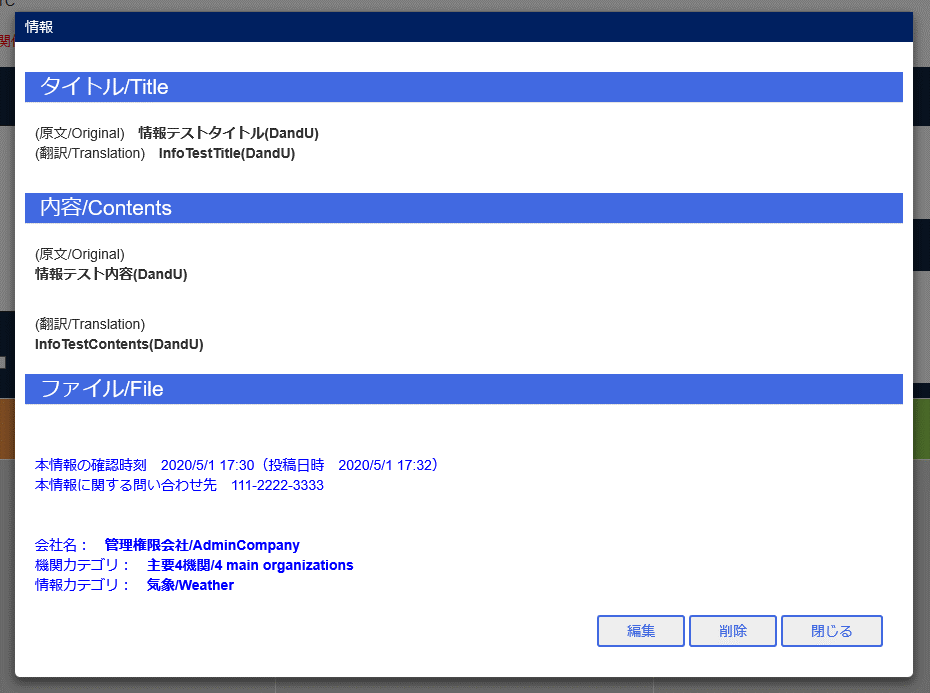 情報
タイトル/Title
(原文/Original) 情報テストタイトル(DandU)
(翻訳/Translation) InfoTestTitle(DandU)
内容/Contents
(原文/Original)
情報テスト内容(DandU)
(翻訳/Translation)
InfoTestContents(DandU)
ファイル/File
本情報の確認時刻 2020/5/1 17:30（投稿日時 2020/5/1 17:32）
本情報に関する問い合わせ先 111-2222-3333
会社名： 管理権限会社/AdminCompany
機関カテゴリ： 主要4機関/4 main organizations
情報カテゴリ： 気象/Weather
編集 削除 閉じる